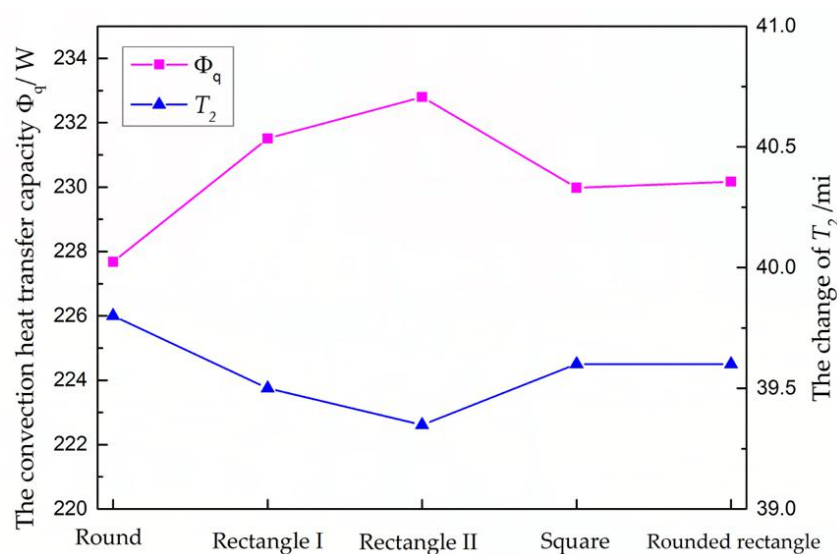 The convection heat transfer capacity Φq/ W
234
232
230
228
226
224
222
220
Φq
T2
41.0
40.5
40.0
39.5
39.0
The change of T2 /mi
Round
Rectangle I
Rectangle II
Square
Rounded rectangle